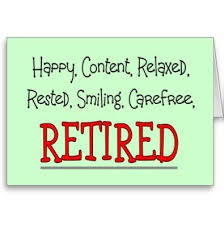 Happy, Content, Relaxed,
Rested, Smiling, Carefree,
RETIRED